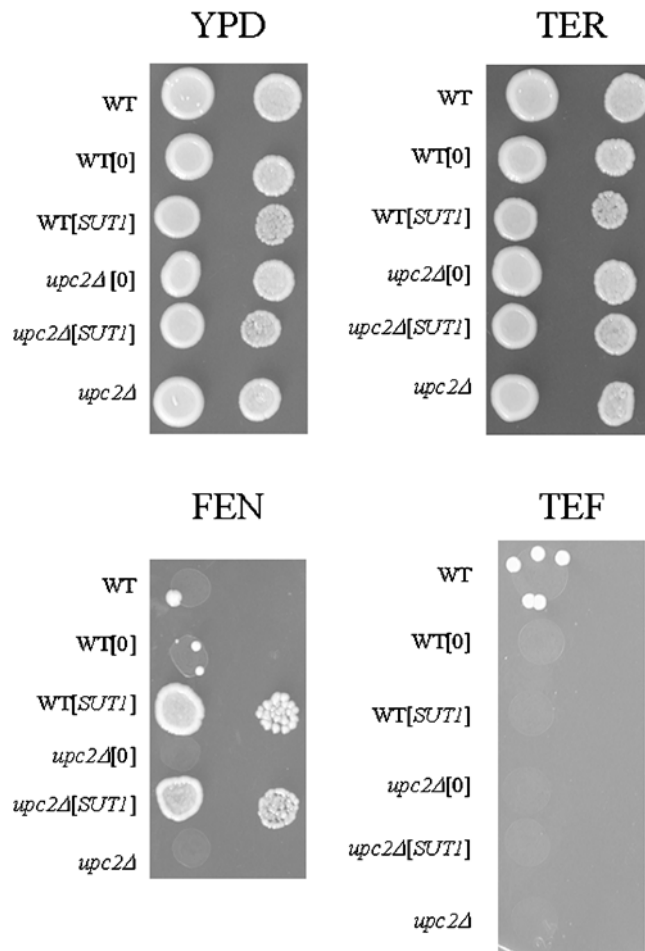 YPD
WT
WT[0]
WT[SUT1]
upc2Δ[0]
upc2Δ[SUT1]
upc2Δ
TER
WT
WT[0]
WT[SUT1]
upc2Δ[0]
upc2Δ[SUT1]
upc2Δ
FEN
WT
WT[0]
WT[SUT1]
upc2Δ[0]
upc2Δ[SUT1]
upc2Δ
TEF
WT
WT[0]
WT[SUT1]
upc2Δ[0]
upc2Δ[SUT1]
upc2Δ